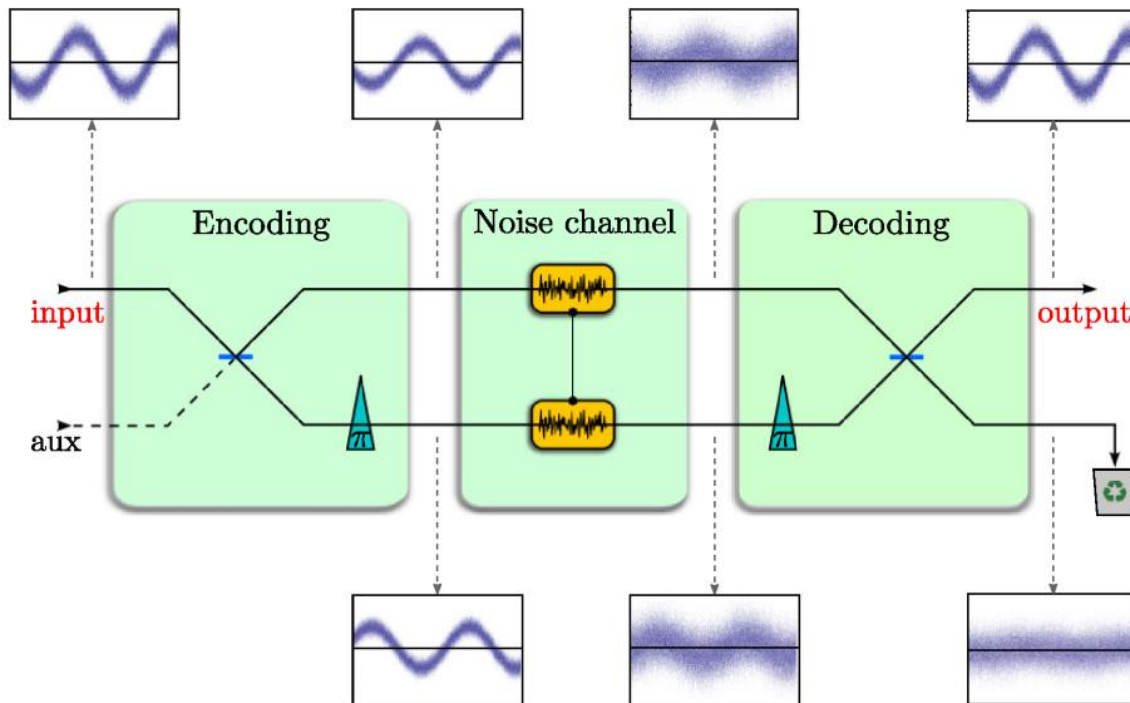 Encoding
Noise channel
Decoding
input
output
aux
π
π